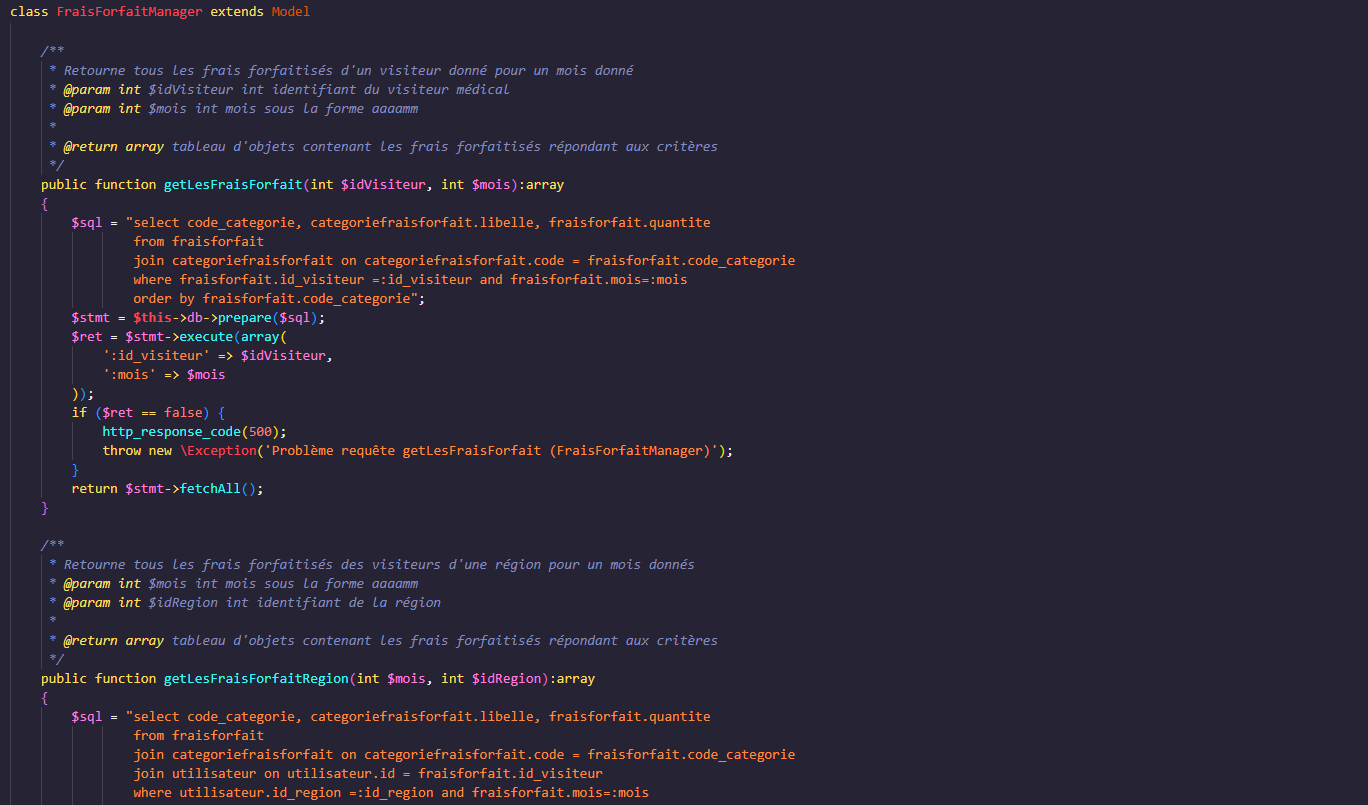 class FraisForfaitManager extends Model
/**
* Retourne tous les frais forfaitisés d'un visiteur donné pour un mois donné
* @param int $idVisiteur int identifiant du visiteur médical
* @param int $mois int mois sous la forme aaaamm
*
* @return array tableau d'objets contenant les frais forfaitisés répondant aux critères
*/
public function getLesFraisForfait(int $idVisiteur, int $mois):array
{
$sql = "select code_categorie, categoriefraisforfait.libelle, fraisforfait.quantite
from fraisforfait
join categoriefraisforfait on categoriefraisforfait.code = fraisforfait.code_categorie
where fraisforfait.id_visiteur =:id_visiteur and fraisforfait.mois=:mois
order by fraisforfait.code_categorie";
$stmt = $this->db->prepare($sql);
$ret = $stmt->execute(array(
':id_visiteur' => $idVisiteur,
':mois' => $mois
));
if ($ret == false) {
http_response_code(500);
throw new \Exception('Problème requête getLesFraisForfait (FraisForfaitManager)');
}
return $stmt->fetchAll();
}
/**
* Retourne tous les frais forfaitisés des visiteurs d'une région pour un mois donnés
* @param int $mois int mois sous la forme aaaamm
* @param int $idRegion int identifiant de la région
*
* @return array tableau d'objets contenant les frais forfaitisés répondant aux critères
*/
public function getLesFraisForfaitRegion(int $mois, int $idRegion):array
{
$sql = "select code_categorie, categoriefraisforfait.libelle, fraisforfait.quantite
from fraisforfait
join categoriefraisforfait on categoriefraisforfait.code = fraisforfait.code_categorie
join utilisateur on utilisateur.id = fraisforfait.id_visiteur
where utilisateur.id_region =:id_region and fraisforfait.mois=:mois